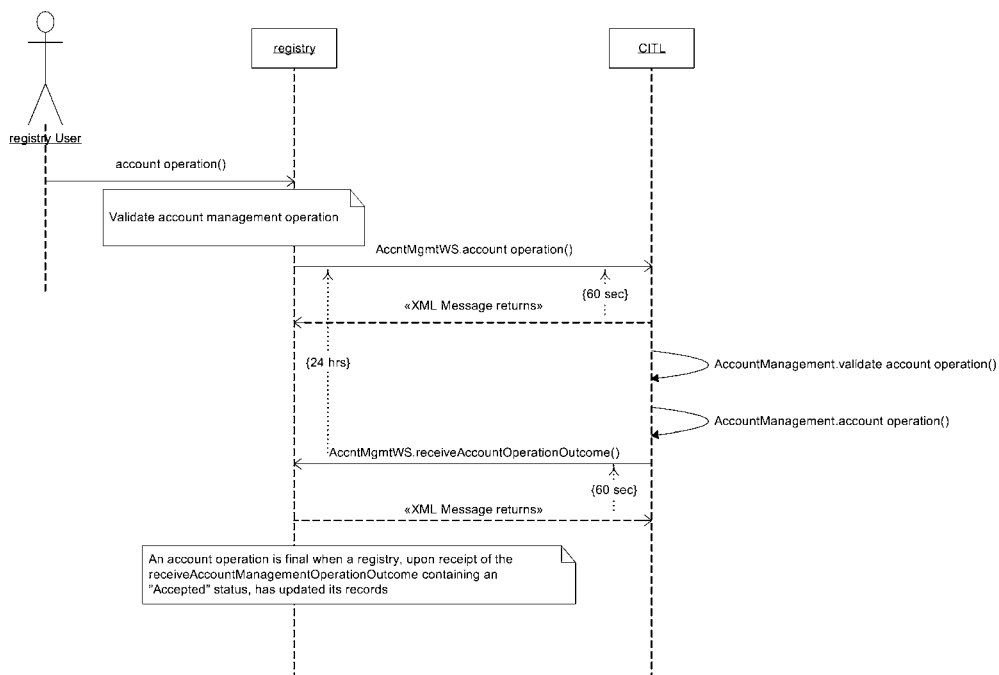 registry
CITL
registry User
account operation()
Validate account management operation
AccntMgmtWS.account operation()
{60 sec}
«XML Message returns»
{24 hrs}
AccountManagement.validate account operation()
AccountManagement.account operation()
AccntMgmtWS.receiveAccountOperationOutcome()
{60 sec}
«XML Message returns»
An account operation is final when a registry, upon receipt of the
receiveAccountManagementOperationOutcome containing an
"Accepted" status, has updated its records